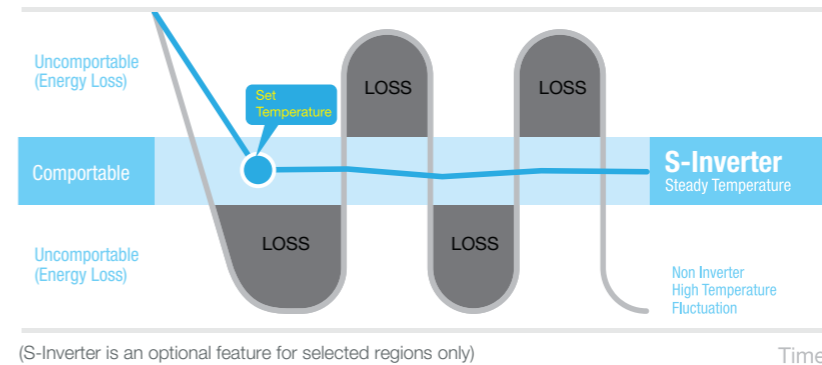 Uncomportable
(Energy Loss)
LOSS
LOSS
Set
Temperature
Comportable
S-Inverter
Steady Temperature
LOSS
LOSS
Uncomportable
(Energy Loss)
Non Inverter
High Temperature
Fluctuation
(S-Inverter is an optional feature for selected regions only)
Time